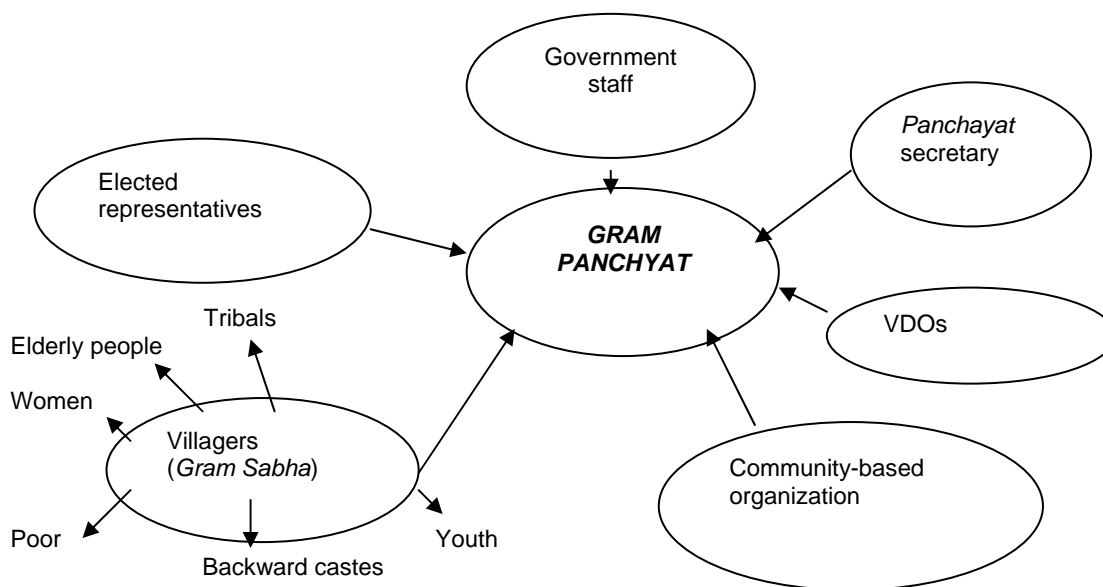 Government
staff
Panchayat
secretary
Elected
representatives
GRAM
PANCHYAT
VDOs
Tribals
Elderly people
Women
Villagers
(Gram Sabha)
Poor
Backward castes
Youth
Community-based
organization